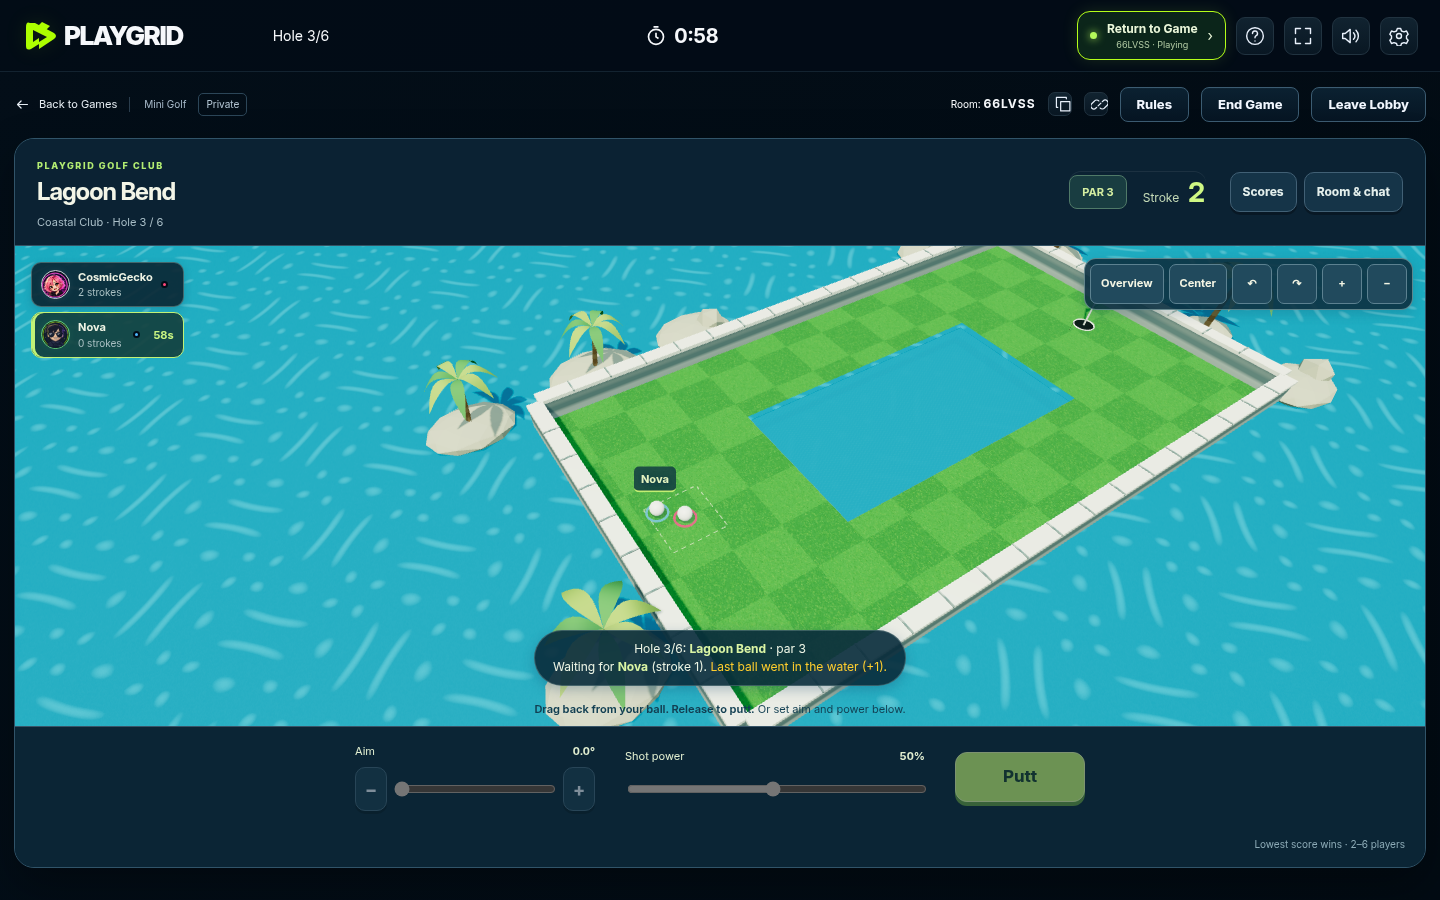 PLAYGRID
Hole 3/6
0:58
Return to Game
66LVSS · Playing
Back to Games
Mini Golf
Private
Room: 66LVSS
Rules
End Game
Leave Lobby
PLAYGRID GOLF CLUB
Lagoon Bend
Coastal Club · Hole 3 / 6
PAR 3
Stroke 2
Scores
Room & chat
CosmicGecko
2 strokes
Nova
0 strokes
58s
Overview
Center
↶
↷
+
−
Nova
Hole 3/6: Lagoon Bend · par 3
Waiting for Nova (stroke 1). Last ball went in the water (+1).
Drag back from your ball. Release to putt. Or set aim and power below.
Aim
0.0°
−
+
Shot power
50%
Putt
Lowest score wins · 2–6 players